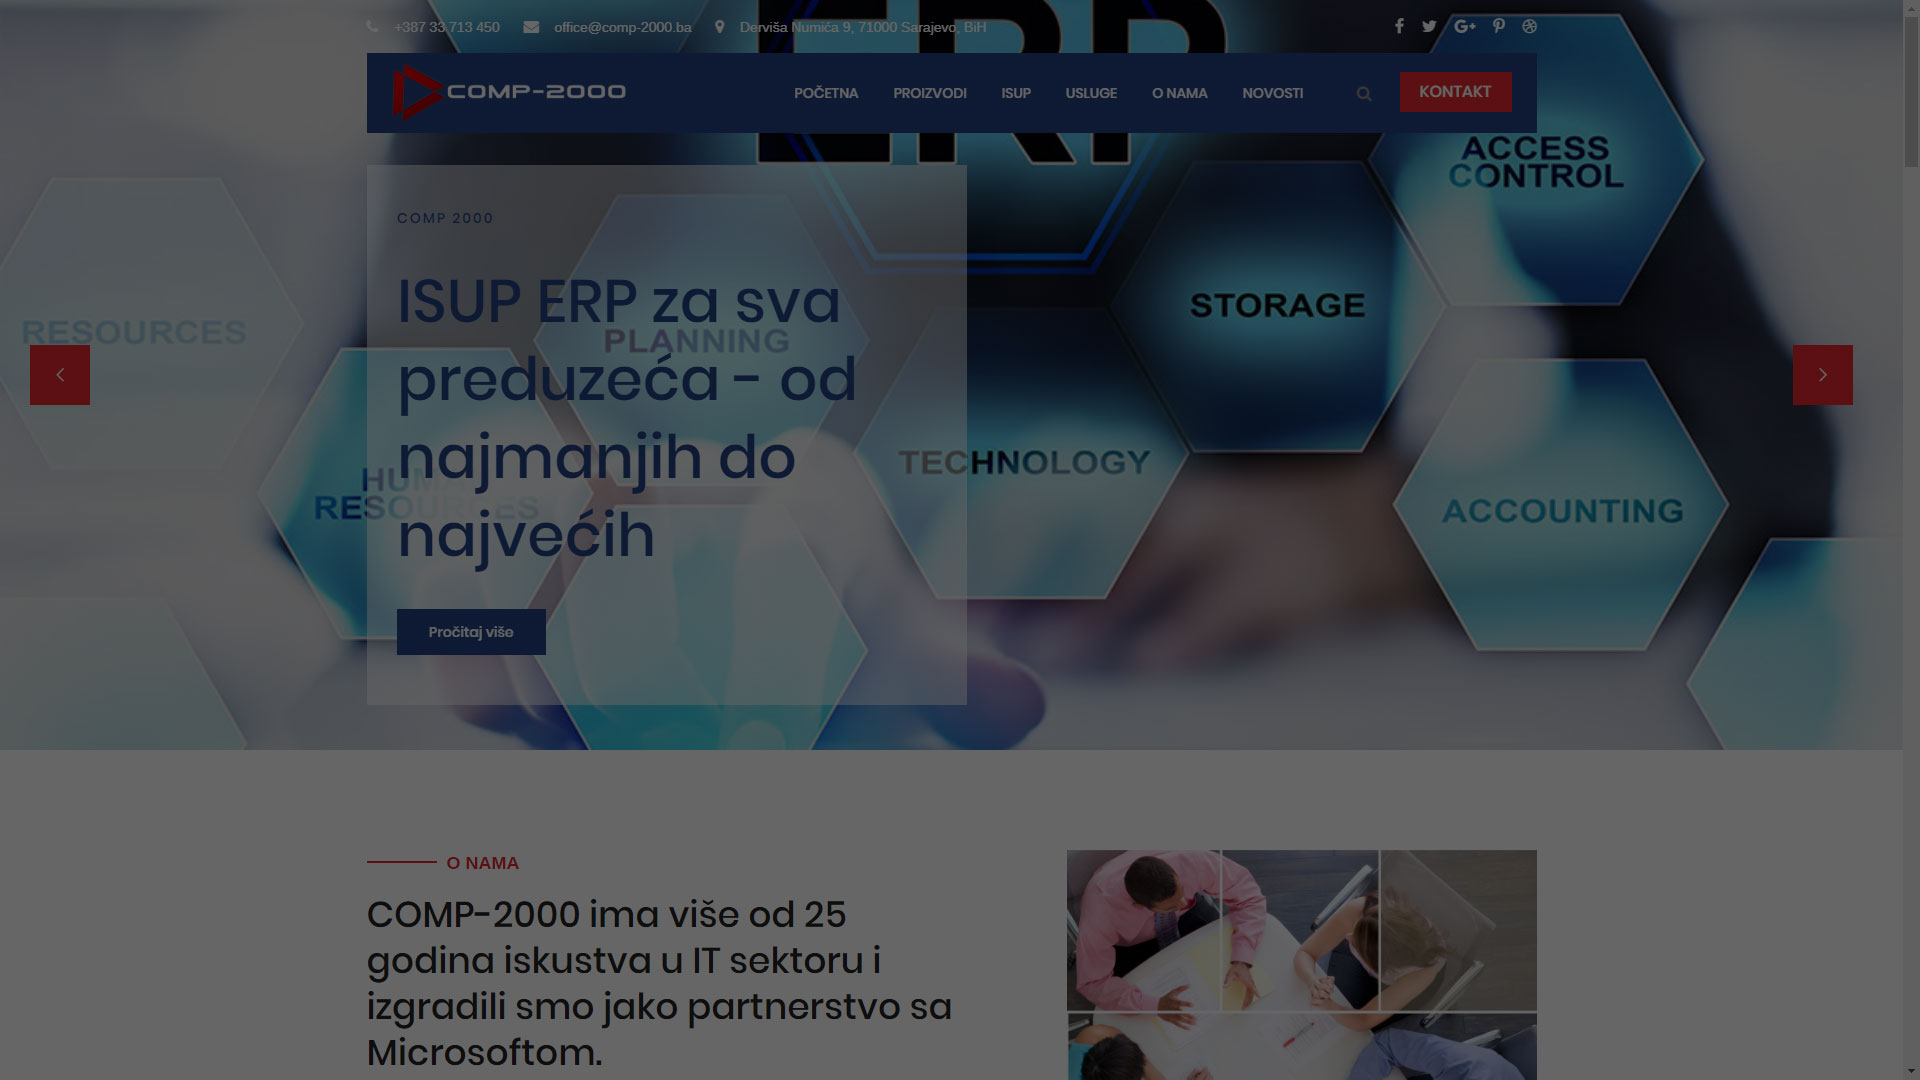 +387 33 713 450 office@comp-2000.ba Derviša Numića 9, 71000 Sarajevo, BiH
ERP
COMP-2000
POČETNA PROIZVODI ISUP USLUGE O NAMA NOVOSTI KONTAKT
ACCESS
CONTROL
COMP 2000
ISUP ERP za sva
preduzeća - od
najmanjih do
najvećih
Pročitaj više
RESOURCES
PLANNING
STORAGE
TECHNOLOGY
HUMAN
RESOURCES
ACCOUNTING
O NAMA
COMP-2000 ima više od 25
godina iskustva u IT sektoru i
izgradili smo jako partnerstvo sa
Microsoftom.